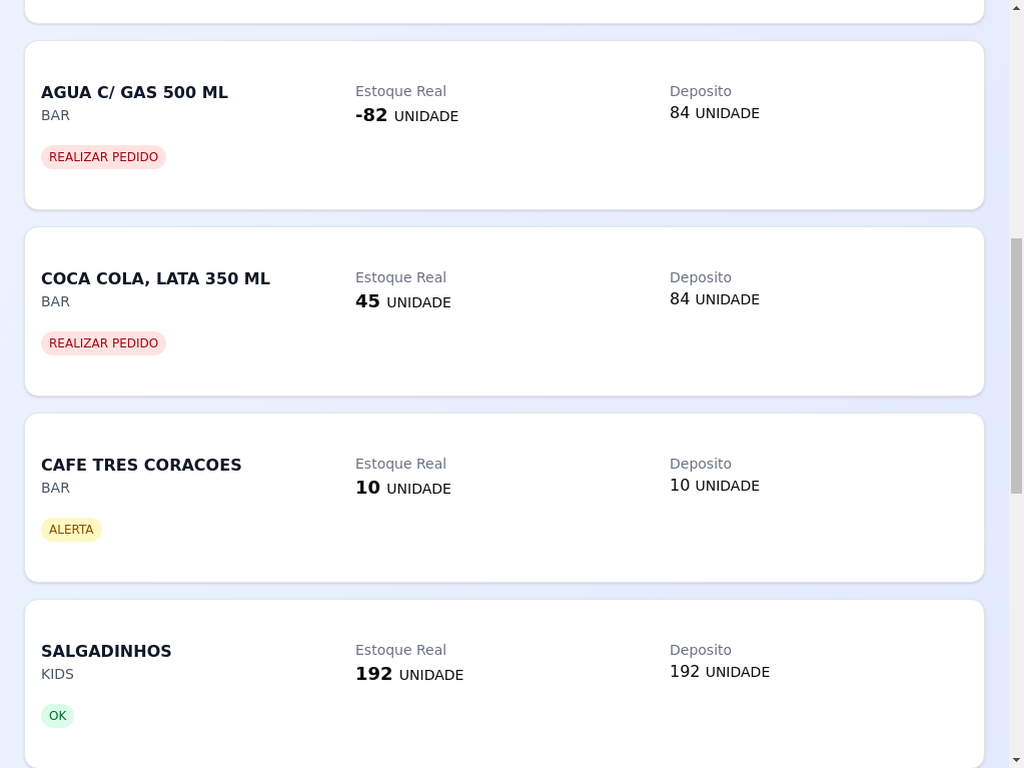 AGUA C/ GAS 500 ML
BAR
REALIZAR PEDIDO
Estoque Real
-82 UNIDADE
Deposito
84 UNIDADE
COCA COLA, LATA 350 ML
BAR
REALIZAR PEDIDO
Estoque Real
45 UNIDADE
Deposito
84 UNIDADE
CAFE TRES CORACOES
BAR
ALERTA
Estoque Real
10 UNIDADE
Deposito
10 UNIDADE
SALGADINHOS
KIDS
OK
Estoque Real
192 UNIDADE
Deposito
192 UNIDADE